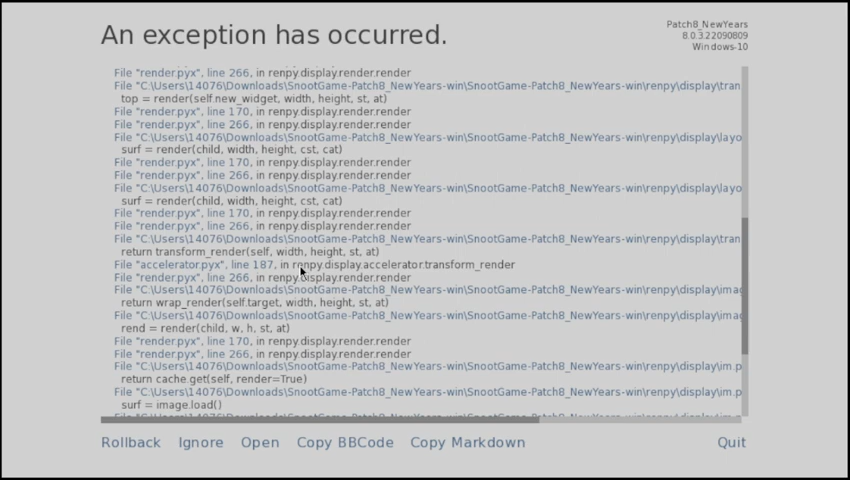 An exception has occurred.
Patch8_NewYears
8.0.3.22090809
Windows-10
File "render.pyx", line 266, in renpy.display.render.render
File "C:\Users\14076\Downloads\SnootGame-Patch8_NewYears-win\SnootGame-Patch8_NewYears-win\renpy\display\tran
top = render(self.new_widget, width, height, st, at)
File "render.pyx", line 170, in renpy.display.render.render
File "render.pyx", line 266, in renpy.display.render.render
File "C:\Users\14076\Downloads\SnootGame-Patch8_NewYears-win\SnootGame-Patch8_NewYears-win\renpy\display\layo
surf = render(child, width, height, cst, cat)
File "render.pyx", line 170, in renpy.display.render.render
File "render.pyx", line 266, in renpy.display.render.render
File "C:\Users\14076\Downloads\SnootGame-Patch8_NewYears-win\SnootGame-Patch8_NewYears-win\renpy\display\layo
surf = render(child, width, height, cst, cat)
File "render.pyx", line 170, in renpy.display.render.render
File "render.pyx", line 266, in renpy.display.render.render
File "C:\Users\14076\Downloads\SnootGame-Patch8_NewYears-win\SnootGame-Patch8_NewYears-win\renpy\display\tran
return transform_render(self, width, height, st, at)
File "accelerator.pyx", line 187, in renpy.display.accelerator.transform_render
File "render.pyx", line 266, in renpy.display.render.render
File "C:\Users\14076\Downloads\SnootGame-Patch8_NewYears-win\SnootGame-Patch8_NewYears-win\renpy\display\imag
return wrap_render(self.target, width, height, st, at)
File "C:\Users\14076\Downloads\SnootGame-Patch8_NewYears-win\SnootGame-Patch8_NewYears-win\renpy\display\imag
rend = render(child, w, h, st, at)
File "render.pyx", line 170, in renpy.display.render.render
File "render.pyx", line 266, in renpy.display.render.render
File "C:\Users\14076\Downloads\SnootGame-Patch8_NewYears-win\SnootGame-Patch8_NewYears-win\renpy\display\im.p
return cache.get(self, render=True)
File "C:\Users\14076\Downloads\SnootGame-Patch8_NewYears-win\SnootGame-Patch8_NewYears-win\renpy\display\im.p
surf = image.load()
Rollback Ignore Open Copy BBCode Copy Markdown Quit